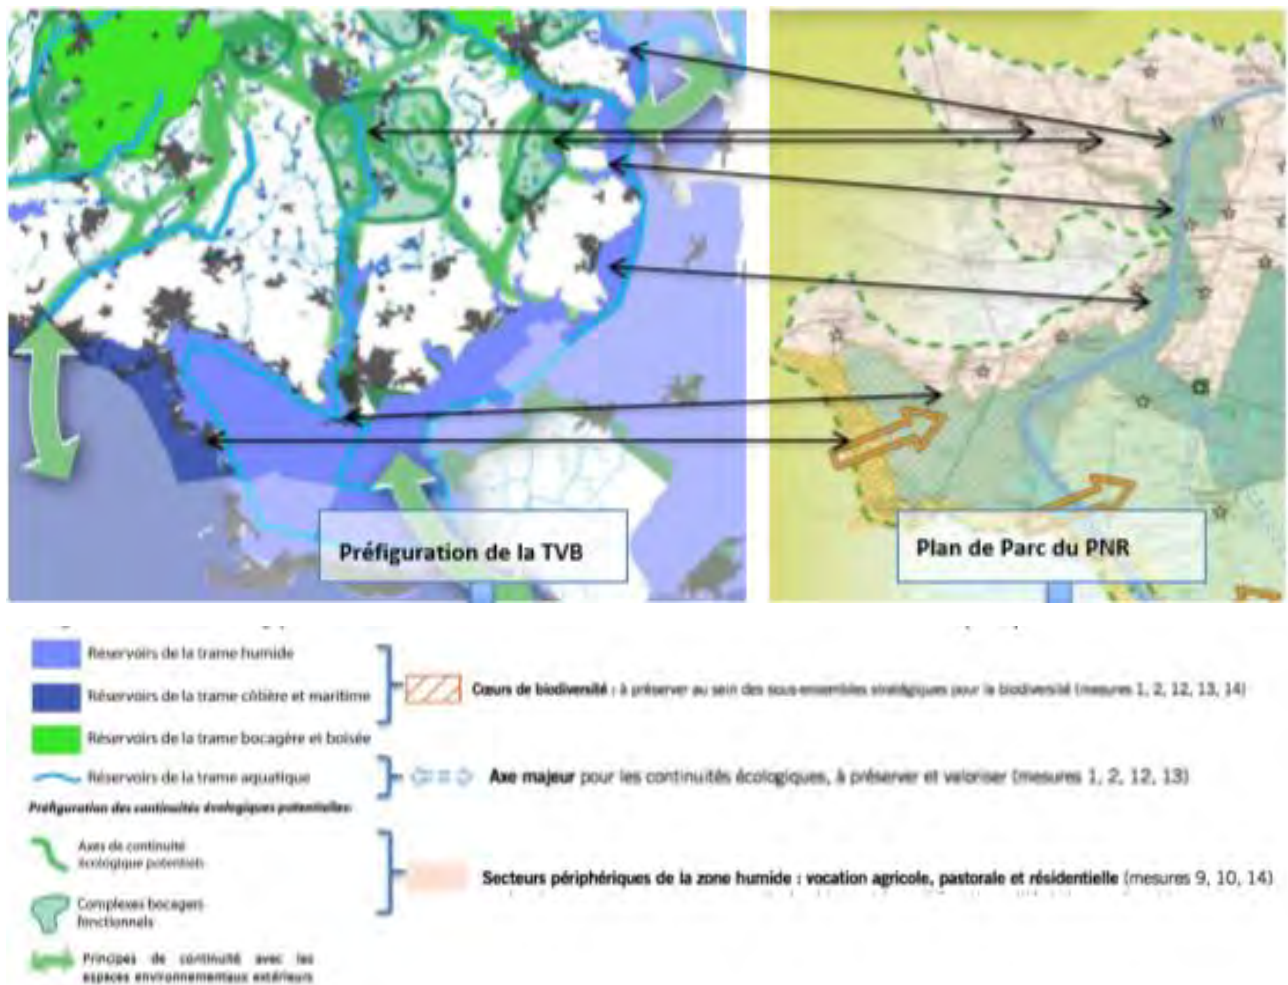 Préfiguration de la TVB
Plan de Parc du PNR
Réservoirs de la trame humide
Réservoirs de la trame côtière et maritime
Réservoirs de la trame bocagère et boisée
Réservoirs de la trame aquatique
Préfiguration des continuités écologiques potentielles
Axes de continuité
écologique potentiels
Complexes bocagers
fonctionnels
Principes de continuité avec les
espaces environnementaux extérieurs
Cœurs de biodiversité : à préserver au sein des sous-ensembles stratégiques pour la biodiversité (mesures 1, 2, 12, 13, 14)
Axe majeur pour les continuités écologiques, à préserver et valoriser (mesures 1, 2, 12, 13)
Secteurs périphériques de la zone humide : vocation agricole, pastorale et résidentielle (mesures 9, 10, 14)